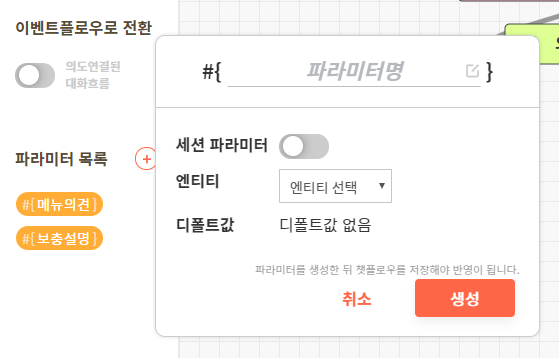 이벤트플로우로 전환
의도연결된
대화흐름
파라미터 목록 +
#{메뉴의견}
#{보충설명}
#{ 파라미터명 }
세션 파라미터
엔티티 엔티티 선택
디폴트값 디폴트값 없음
파라미터를 생성한 뒤 챗플로우를 저장해야 반영이 됩니다.
취소 생성